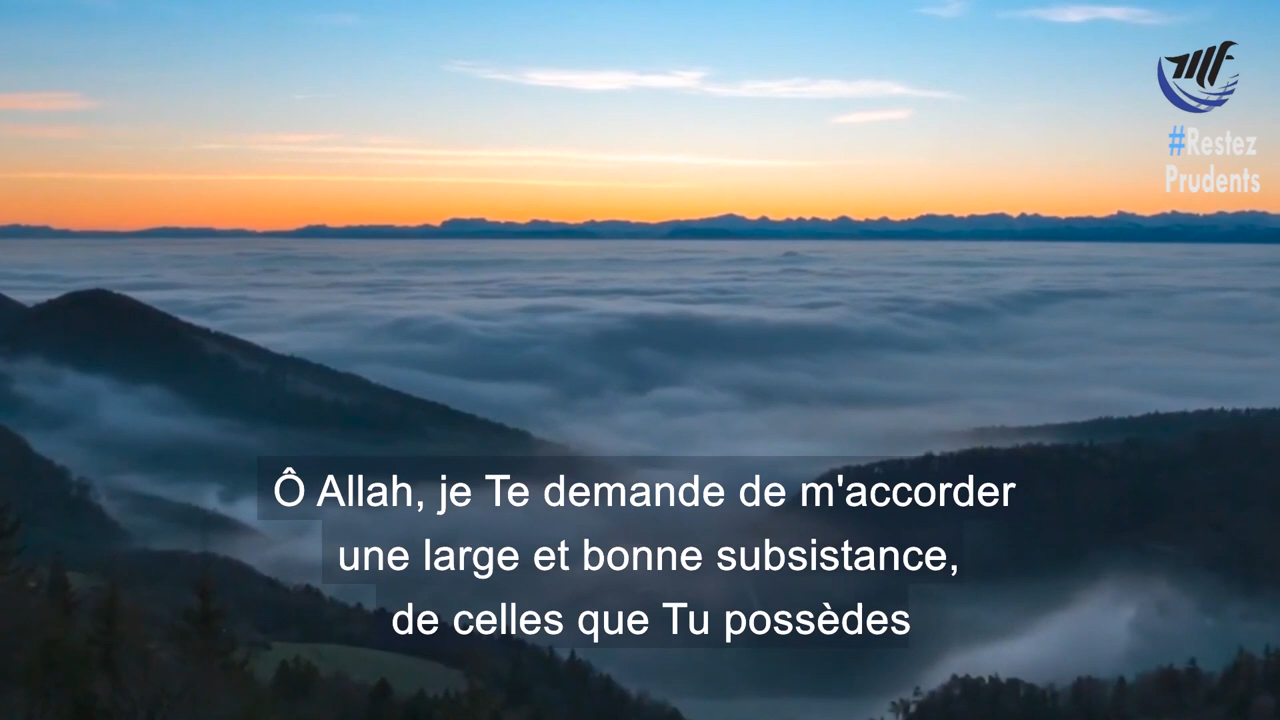 #Restez
Prudents
Ô Allah, je Te demande de m'accorder
une large et bonne subsistance,
de celles que Tu possèdes